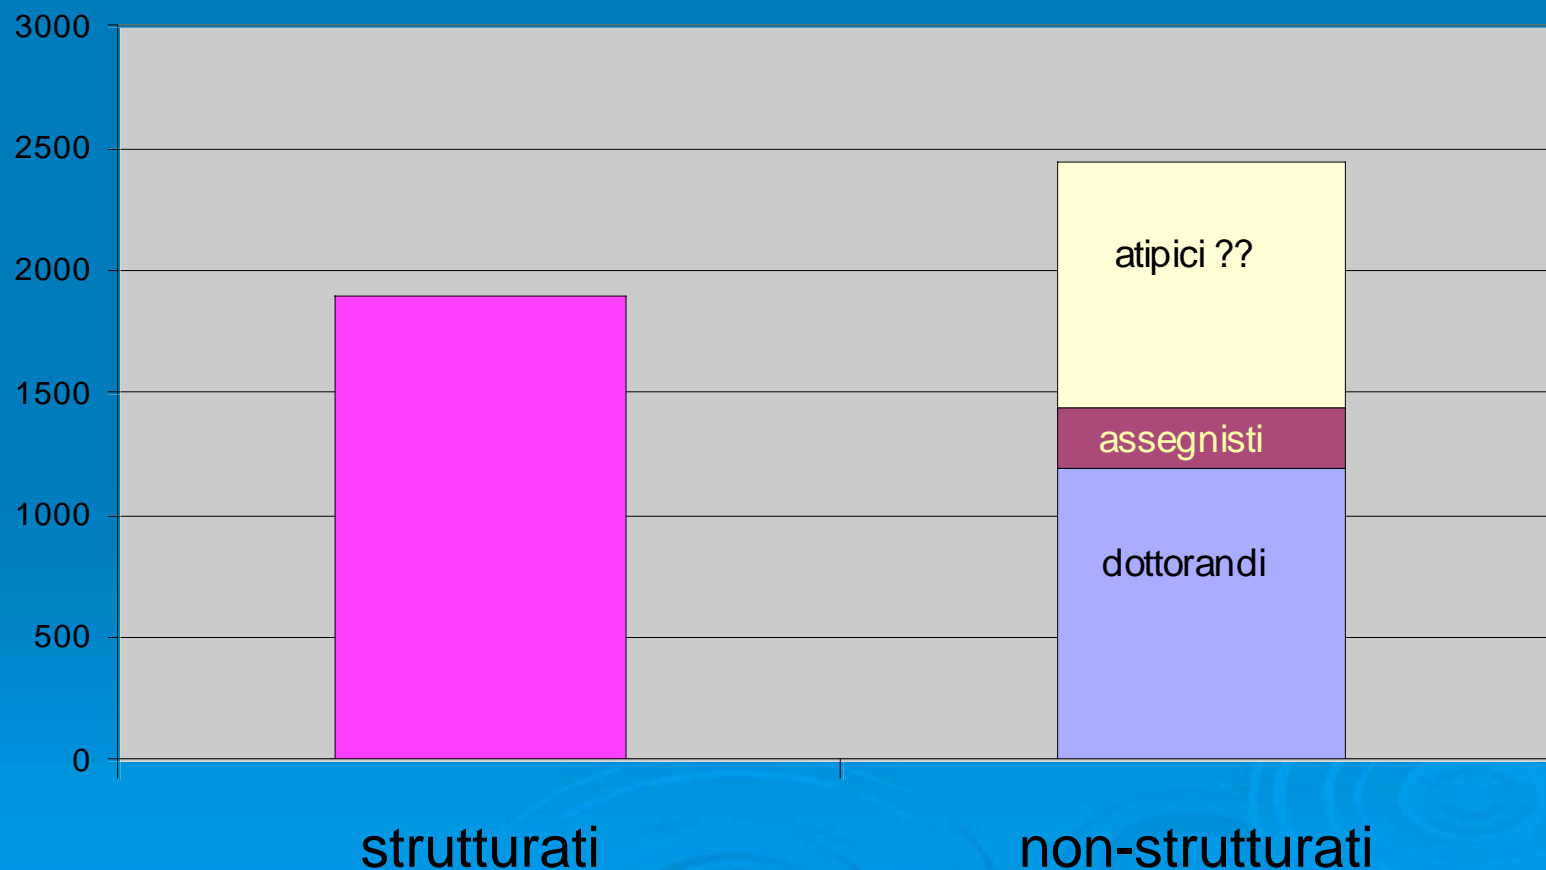 3000
2500
2000
1500
1000
500
0
atipici ??
assegnisti
dottorandi
strutturati
non-strutturati